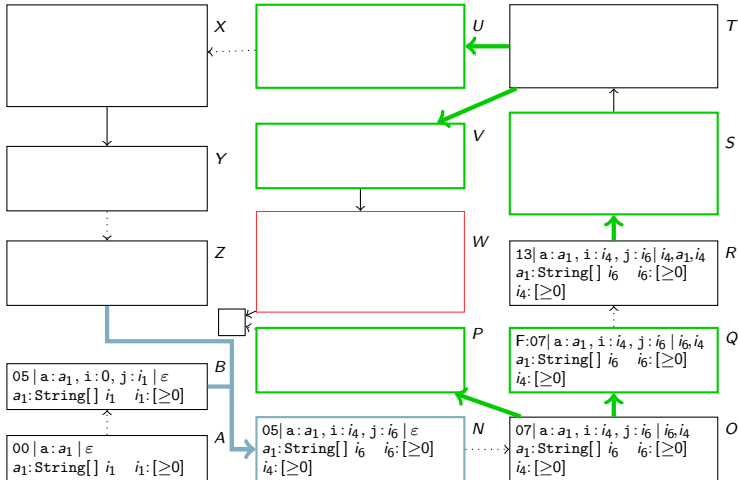 X
U
T
Y
V
S
Z
W
R
13| a: a₁, i: i₄, j: i₆| i₄,a₁,i₄
a₁: String[] i₆ i₆: [≥0]
i₄: [≥0]
B
05 | a: a₁, i: 0, j: i₁ | ε
a₁: String[] i₁ i₁: [≥0]
P
Q
F:07| a: a₁, i: i₄, j: i₆ | i₆,i₄
a₁: String[] i₆ i₆: [≥0]
i₄: [≥0]
A
00 | a: a₁ | ε
a₁: String[] i₁ i₁: [≥0]
N
05| a: a₁, i: i₄, j: i₆ | ε
a₁: String[] i₆ i₆: [≥0]
i₄: [≥0]
O
07| a: a₁, i: i₄, j: i₆ | i₆,i₄
a₁: String[] i₆ i₆: [≥0]
i₄: [≥0]